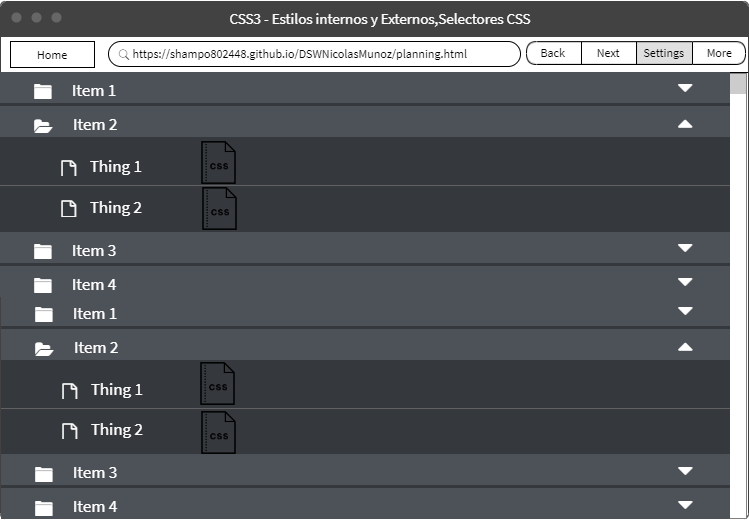 CSS3 - Estilos internos y Externos,Selectores CSS
Home https://shampo802448.github.io/DSWNicolasMunoz/planning.html Back Next Settings More
Item 1
Item 2
Thing 1 CSS
Thing 2 CSS
Item 3
Item 4
Item 1
Item 2
Thing 1 CSS
Thing 2 CSS
Item 3
Item 4